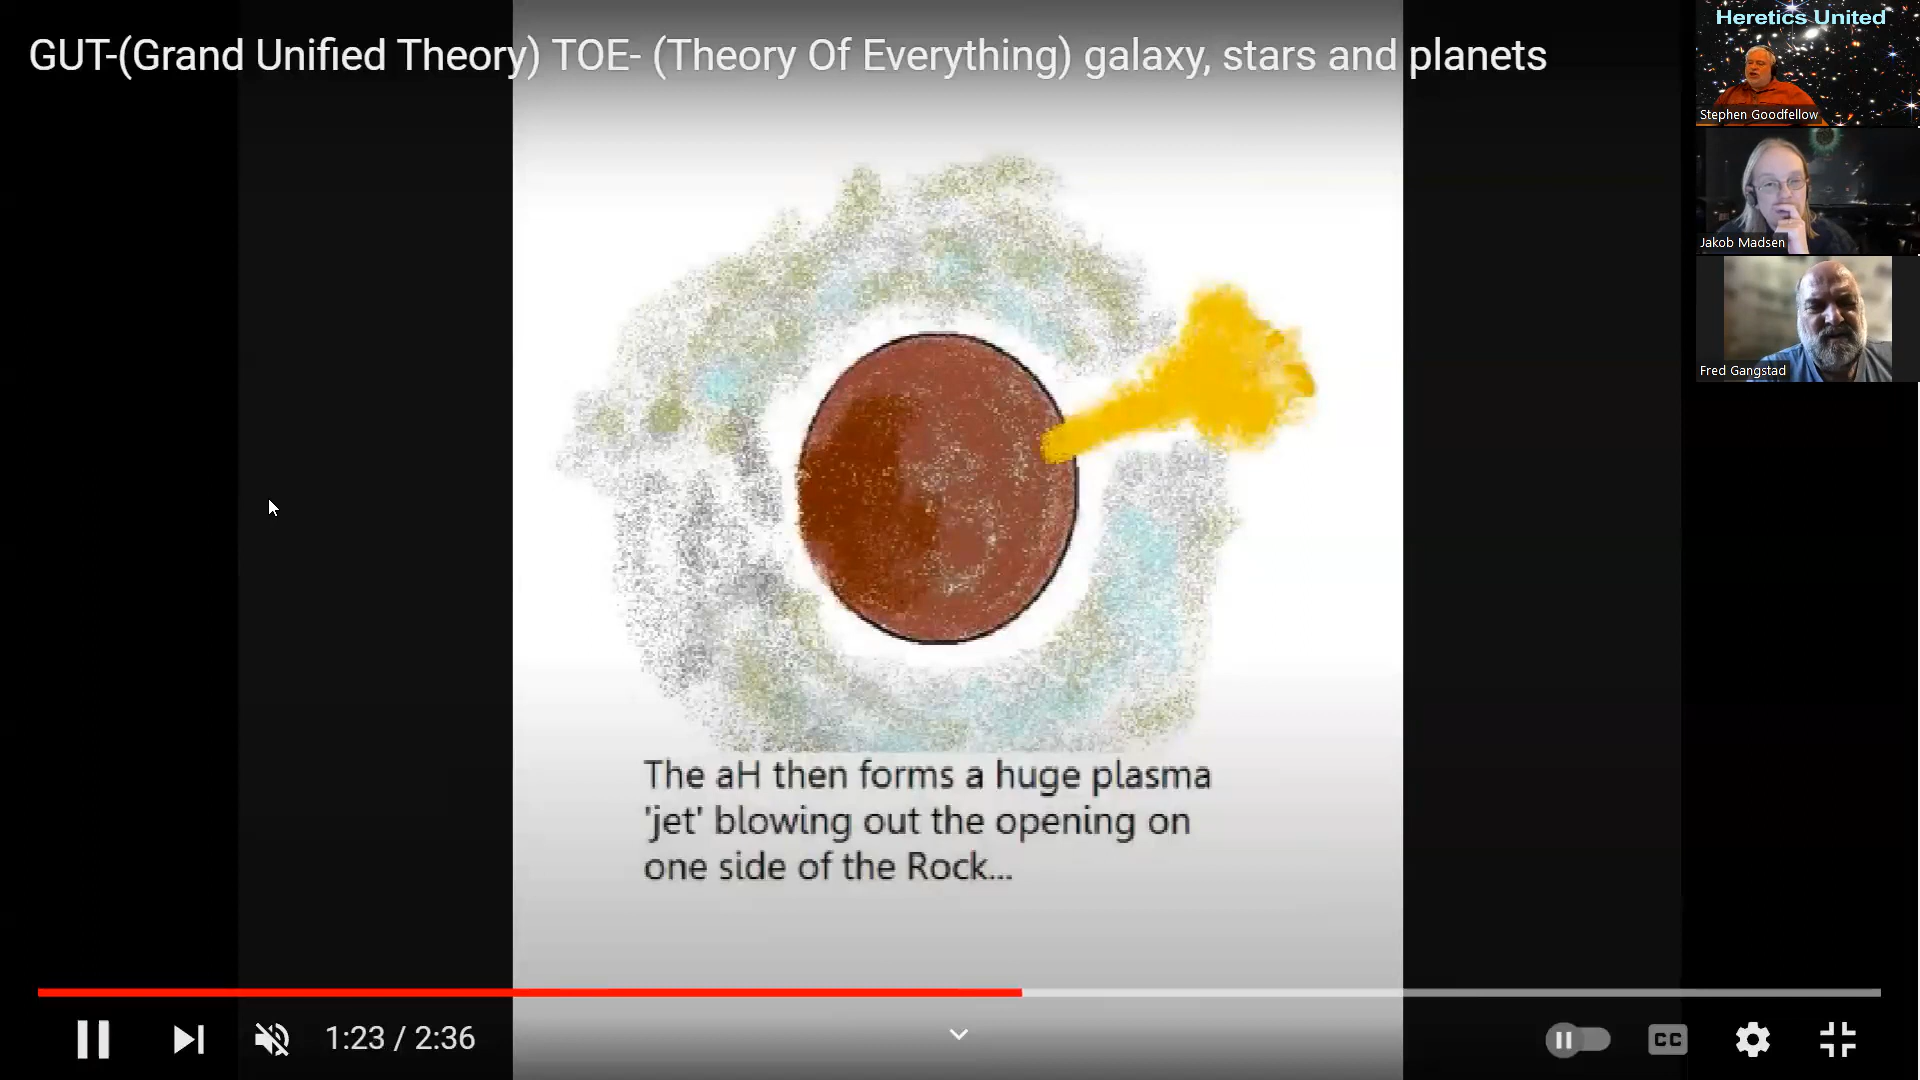 GUT-(Grand Unified Theory) TOE- (Theory Of Everything) galaxy, stars and planets
Heretics United
Stephen Goodfellow
Jakob Madsen
Fred Gangstad
The aH then forms a huge plasma
'jet' blowing out the opening on
one side of the Rock...
1:23 / 2:36
CC